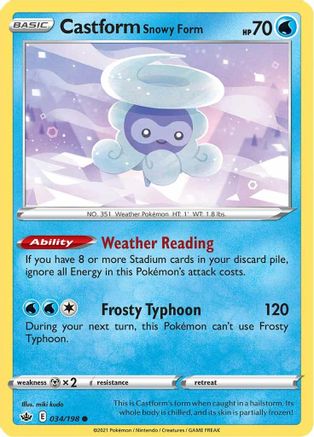 BASIC
Castform Snowy Form HP 70
NO. 351 Weather Pokémon HT: 1' WT: 1.8 lbs.
Ability Weather Reading
If you have 8 or more Stadium cards in your discard pile,
ignore all Energy in this Pokémon's attack costs.
Frosty Typhoon 120
During your next turn, this Pokémon can't use Frosty
Typhoon.
weakness ×2 resistance retreat
Illus. miki kudo
This is Castform's form when caught in a hailstorm. Its
whole body is chilled, and its skin is partially frozen.
E 034/198
©2021 Pokémon / Nintendo / Creatures / GAME FREAK